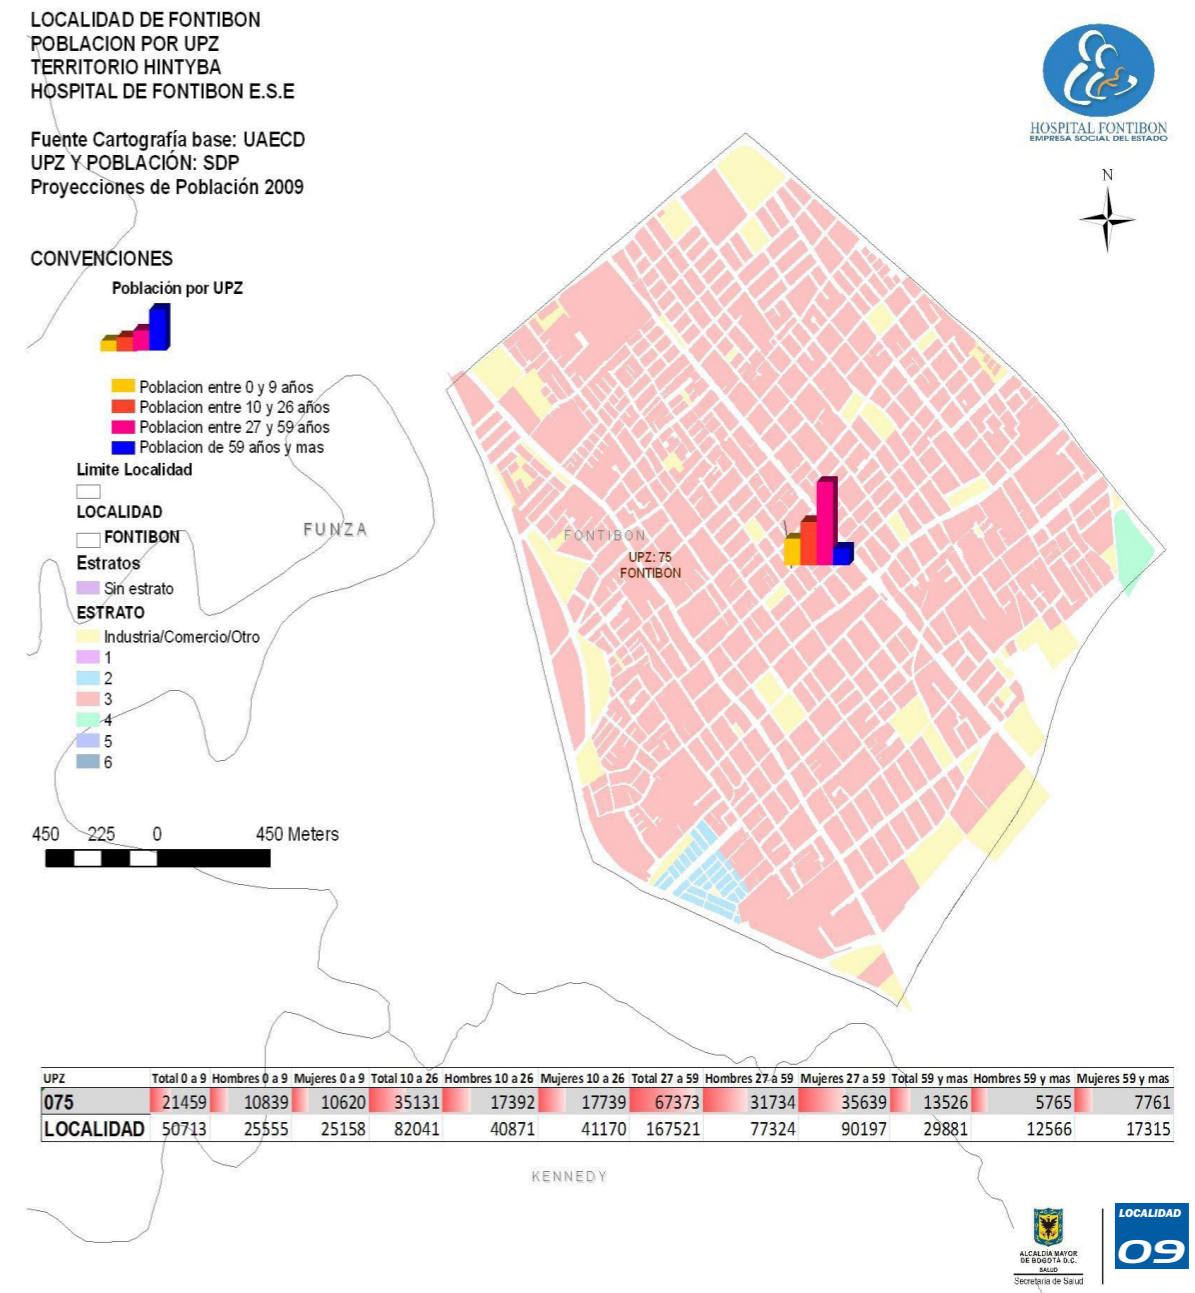 LOCALIDAD DE FONTIBON
POBLACION POR UPZ
TERRITORIO HINTYBA
HOSPITAL DE FONTIBON E.S.E
Fuente Cartografía base: UAECD
UPZ Y POBLACIÓN: SDP
Proyecciones de Población 2009
HOSPITAL FONTIBON
EMPRESA SOCIAL DEL ESTADO
N
CONVENCIONES
Población por UPZ
Poblacion entre 0 y 9 años
Poblacion entre 10 y 26 años
Poblacion entre 27 y 59 años
Poblacion de 59 años y mas
Limite Localidad
LOCALIDAD
FONTIBON
Estratos
Sin estrato
ESTRATO
Industria/Comercio/Otro
1
2
3
4
5
6
FUNZA
FONTIBON
UPZ: 75
FONTIBON
450 225 0 450 Meters
UPZ Total 0 a 9 Hombres 0 a 9 Mujeres 0 a 9 Total 10 a 26 Hombres 10 a 26 Mujeres 10 a 26 Total 27 a 59 Hombres 27 a 59 Mujeres 27 a 59 Total 59 y mas Hombres 59 y mas Mujeres 59 y mas
075 21459 10839 10620 35131 17392 17739 67373 31734 35639 13526 5765 7761
LOCALIDAD 50713 25555 25158 82041 40871 41170 167521 77324 90197 29881 12566 17315
KENNEDY
ALCALDÍA MAYOR
DE BOGOTÁ D.C.
SALUD
Secretaría de Salud
LOCALIDAD
09